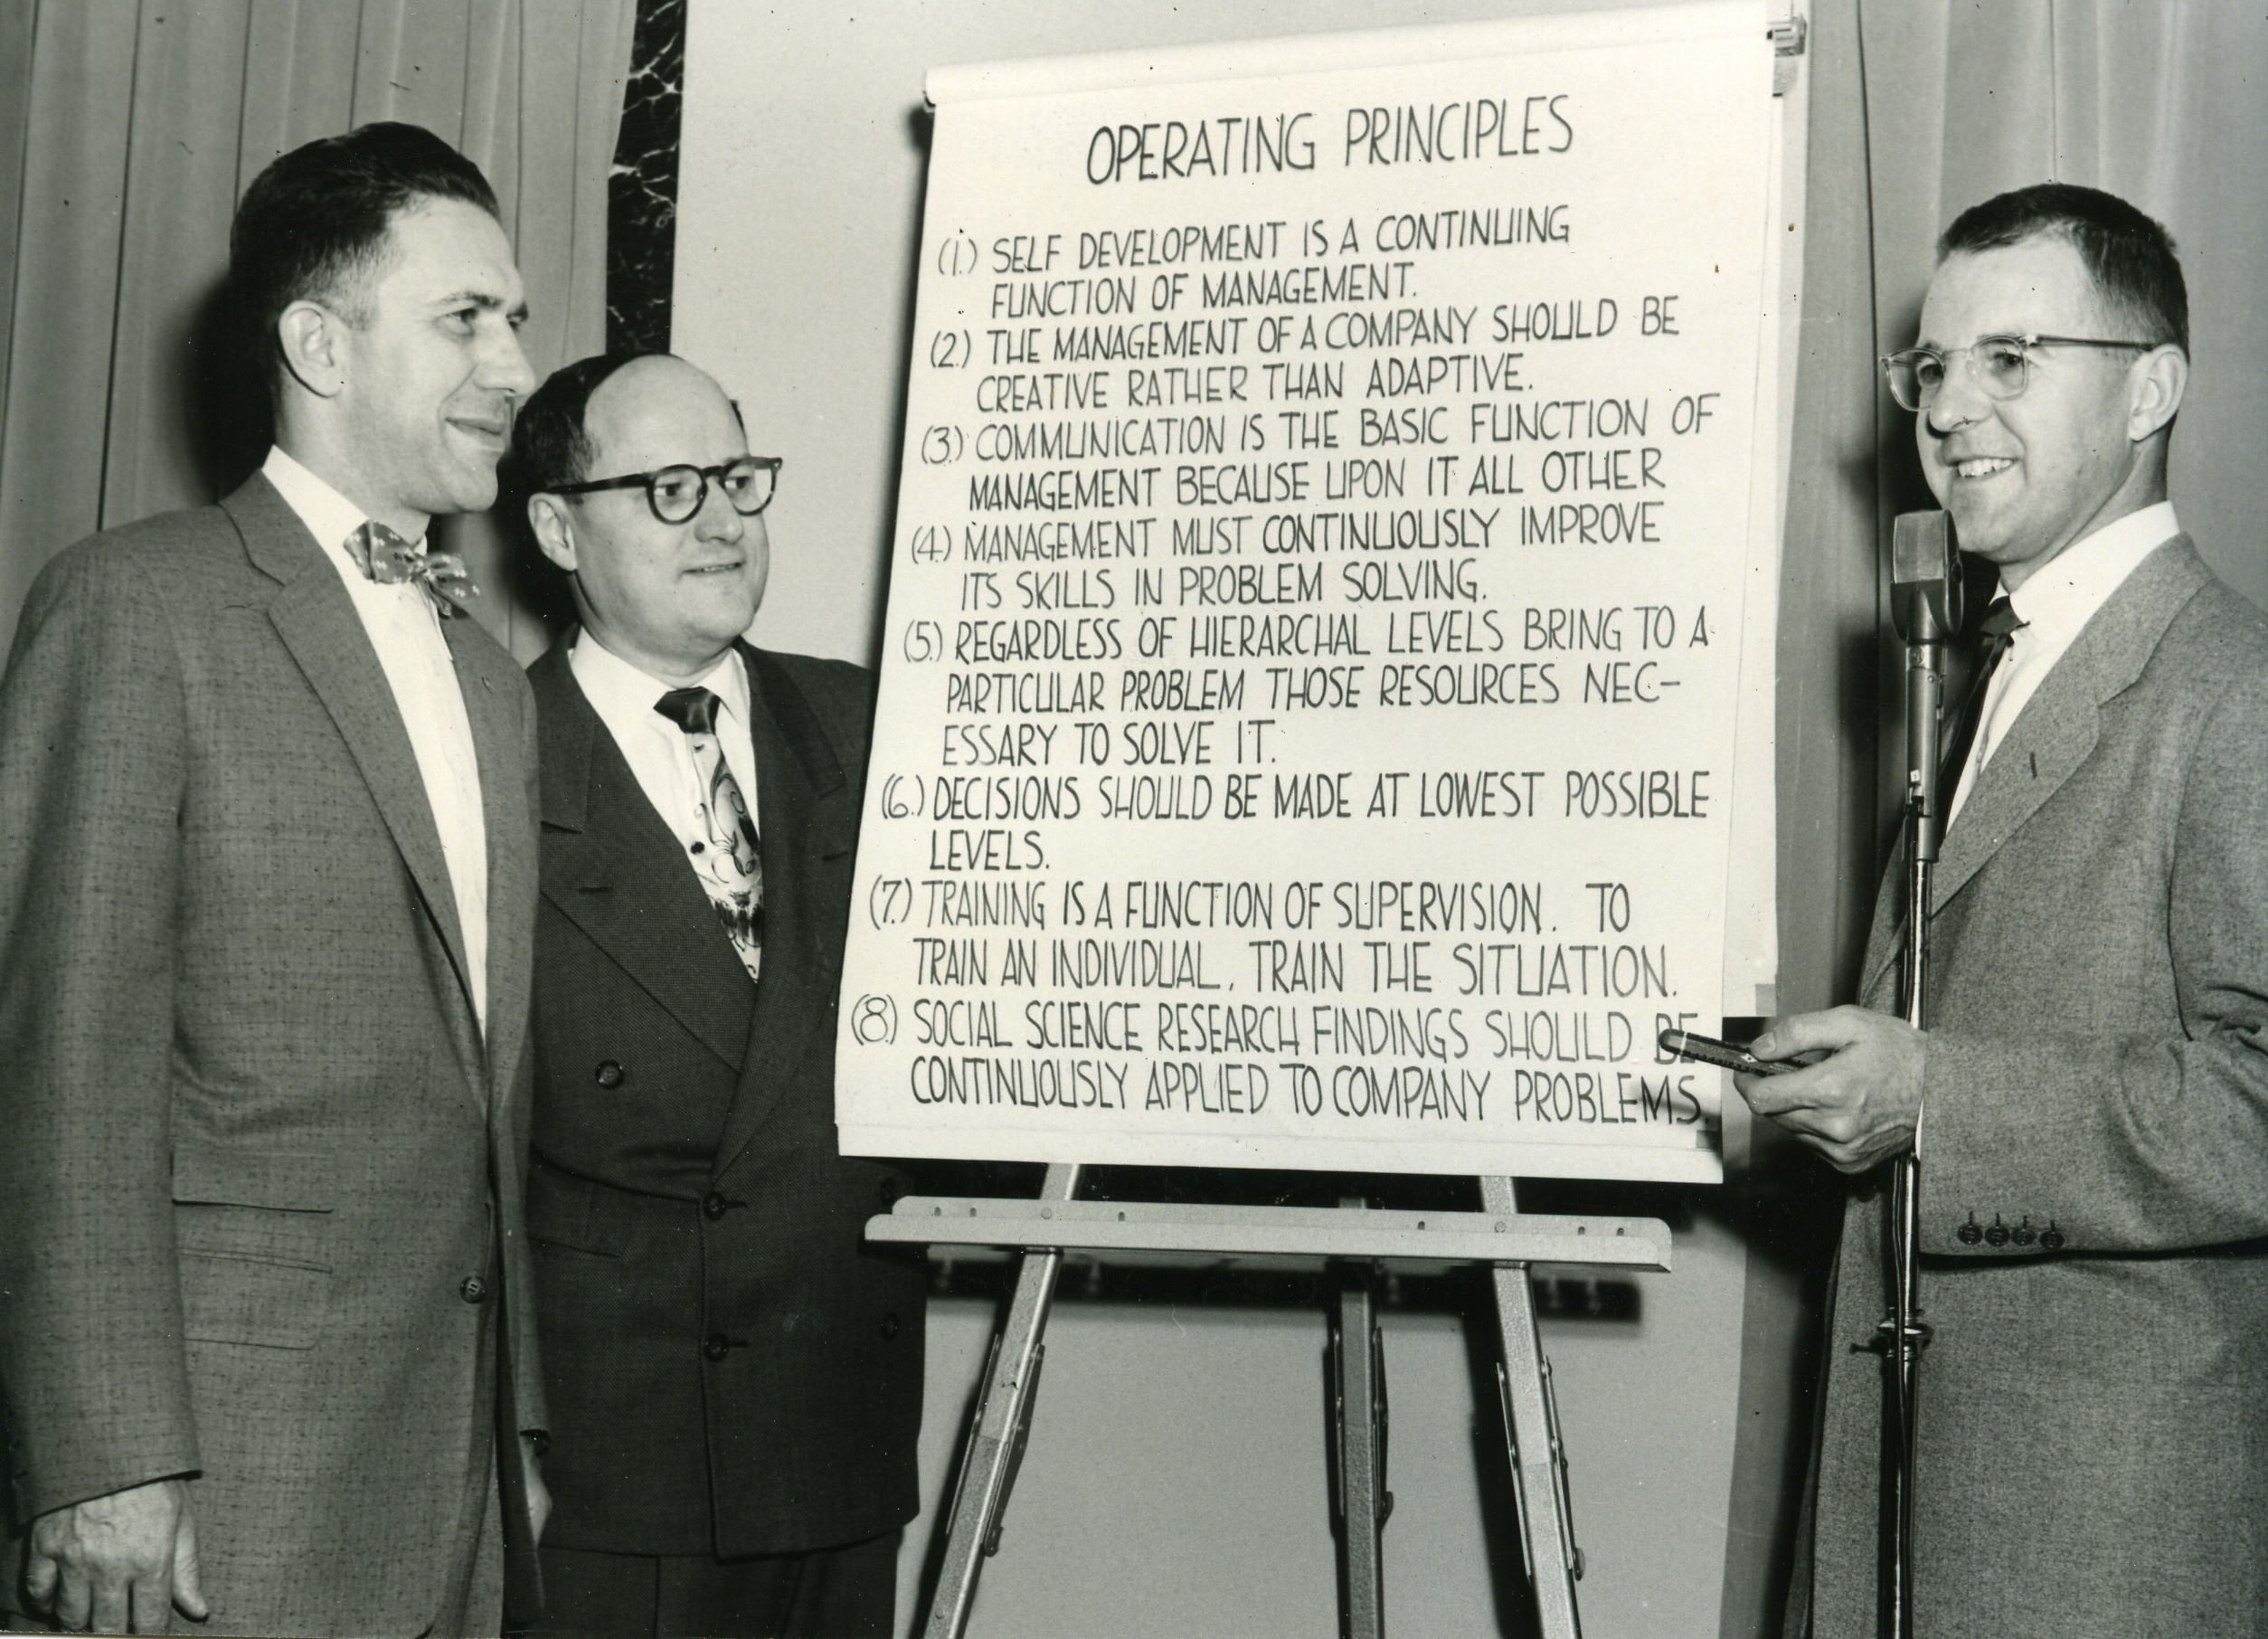 OPERATING PRINCIPLES
(1.) SELF DEVELOPMENT IS A CONTINUING
FUNCTION OF MANAGEMENT.
(2.) THE MANAGEMENT OF A COMPANY SHOULD BE
CREATIVE RATHER THAN ADAPTIVE.
(3.) COMMUNICATION IS THE BASIC FUNCTION OF
MANAGEMENT BECAUSE UPON IT ALL OTHER
(4.) MANAGEMENT MUST CONTINUOUSLY IMPROVE
ITS SKILLS IN PROBLEM SOLVING.
(5.) REGARDLESS OF HIERARCHAL LEVELS BRING TO A
PARTICULAR PROBLEM THOSE RESOURCES NEC-
ESSARY TO SOLVE IT.
(6.) DECISIONS SHOULD BE MADE AT LOWEST POSSIBLE
LEVELS.
(7.) TRAINING IS A FUNCTION OF SUPERVISION. TO
TRAIN AN INDIVIDUAL, TRAIN THE SITUATION.
(8.) SOCIAL SCIENCE RESEARCH FINDINGS SHOULD BE
CONTINUOUSLY APPLIED TO COMPANY PROBLEMS.